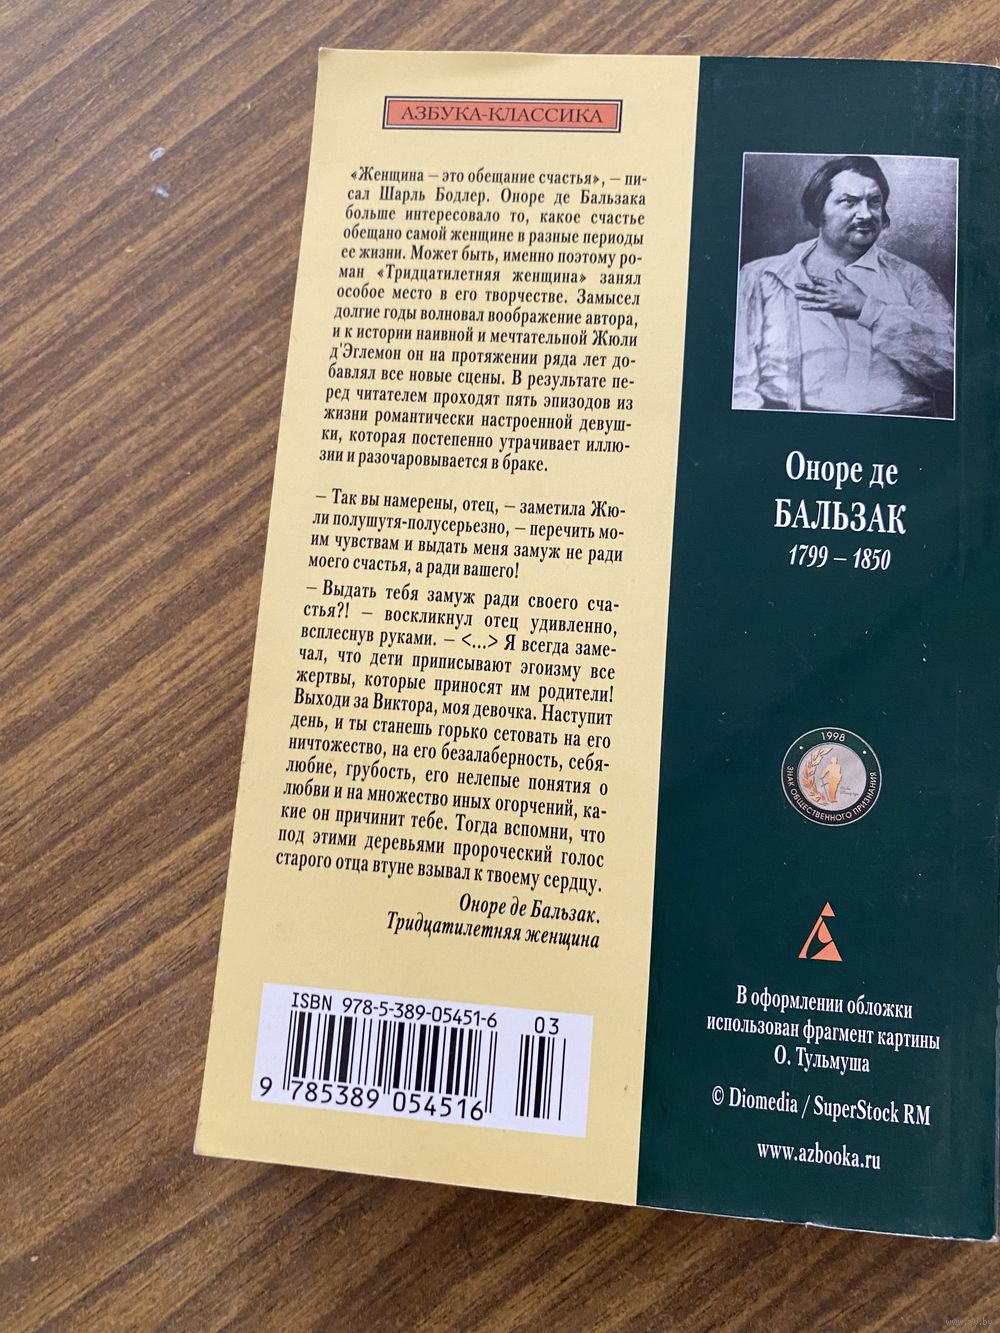 АЗБУКА-КЛАССИКА
«Женщина – это обещание счастья», – пи-
сал Шарль Бодлер. Оноре де Бальзака
больше интересовало то, какое счастье
обещано самой женщине в разные периоды
ее жизни. Может быть, именно поэтому ро-
ман «Тридцатилетняя женщина» занял
особое место в его творчестве. Замысел
долгие годы волновал воображение автора,
и к истории наивной и мечтательной Жюли
д'Эглемон он на протяжении ряда лет до-
бавлял все новые сцены. В результате пе-
ред читателем проходят пять эпизодов из
жизни романтически настроенной девуш-
ки, которая постепенно утрачивает иллю-
зии и разочаровывается в браке.
– Так вы намерены, отец, – заметила Жю-
ли полушутя-полусерьезно, – перечить мо-
им чувствам и выдать меня замуж не ради
моего счастья, а ради вашего!
– Выдать тебя замуж ради своего сча-
стья?! – воскликнул отец удивленно,
всплеснув руками. – <...> Я всегда заме-
чал, что дети приписывают эгоизму все
жертвы, которые приносят им родители!
Выходи за Виктора, моя девочка. Наступит
день, и ты станешь горько сетовать на его
ничтожество, на его безалаберность, себя-
любие, грубость, его нелепые понятия о
любви и на множество иных огорчений, ка-
кие он причинит тебе. Тогда вспомни, что
под этими деревьями пророческий голос
старого отца втуне взывал к твоему сердцу.
Оноре де Бальзак.
Тридцатилетняя женщина
ISBN 978-5-389-05451-6
03
9 785389 054516
Оноре де
БАЛЬЗАК
1799 – 1850
• 1998 •
ЗНАК ОБЩЕСТВЕННОГО ПРИЗНАНИЯ
В оформлении обложки
использован фрагмент картины
О. Тульмуша
© Diomedia / SuperStock RM
www.azbooka.ru
www.ay.by